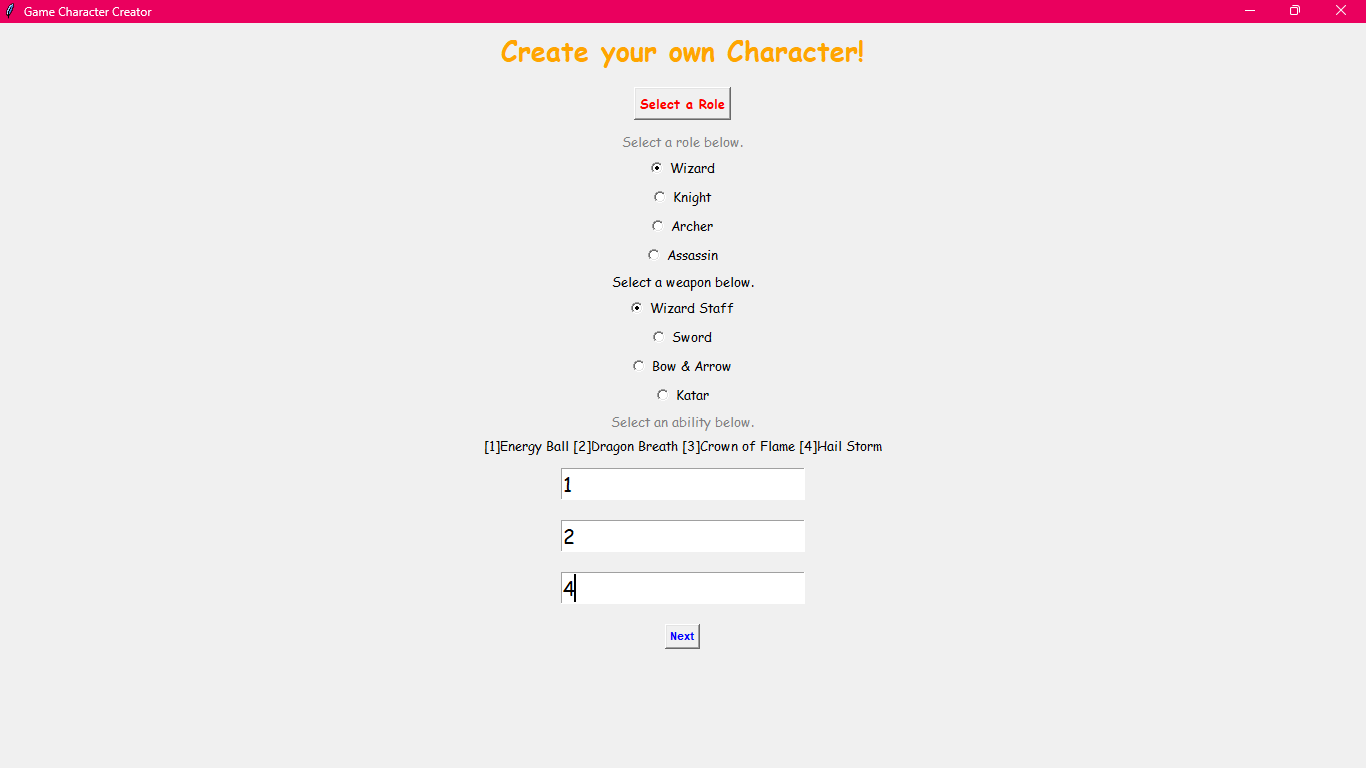 Game Character Creator
Create your own Character!
Select a Role
Select a role below.
Wizard
Knight
Archer
Assassin
Select a weapon below.
Wizard Staff
Sword
Bow & Arrow
Katar
Select an ability below.
[1]Energy Ball [2]Dragon Breath [3]Crown of Flame [4]Hail Storm
1
2
4
Next